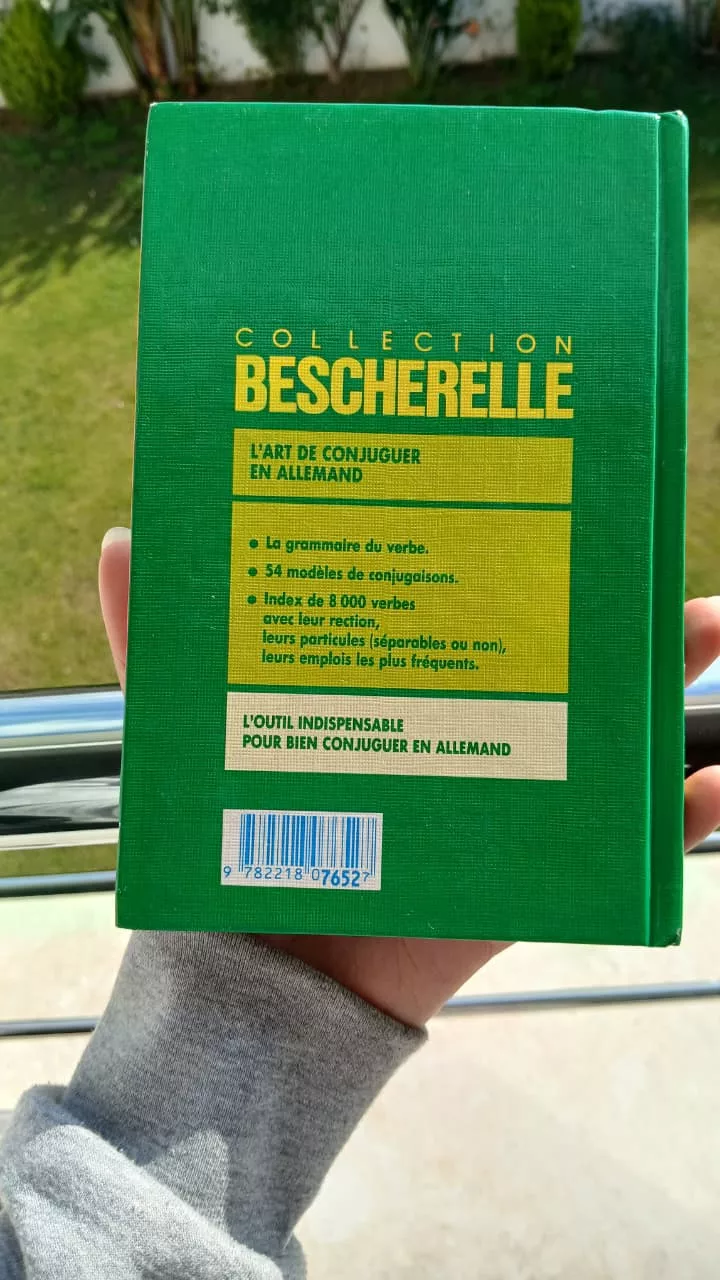 COLLECTION
BESCHERELLE
L'ART DE CONJUGUER
EN ALLEMAND
● La grammaire du verbe.
● 54 modèles de conjugaisons.
● Index de 8 000 verbes
avec leur rection,
leurs particules (séparables ou non),
leurs emplois les plus fréquents.
L'OUTIL INDISPENSABLE
POUR BIEN CONJUGUER EN ALLEMAND
9 782218 076527